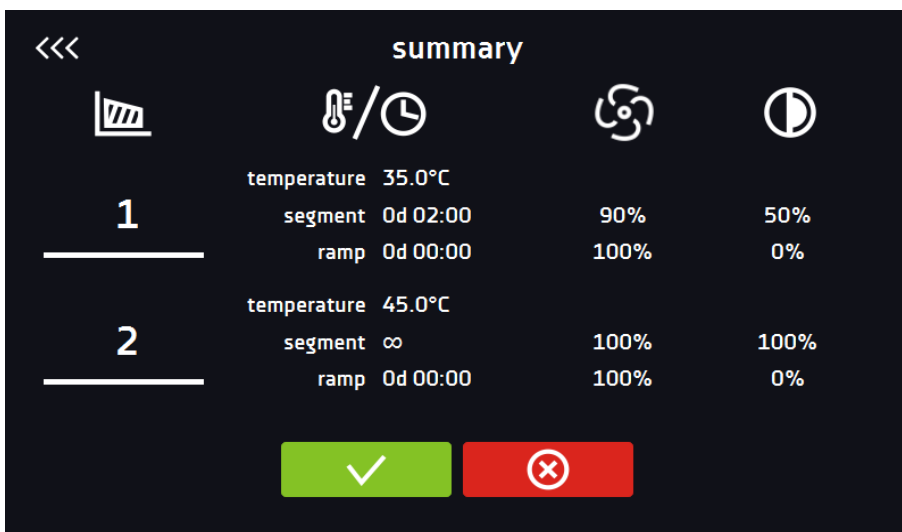 <<< summary
temperature 35.0°C
1 segment 0d 02:00 90% 50%
ramp 0d 00:00 100% 0%
temperature 45.0°C
2 segment ∞ 100% 100%
ramp 0d 00:00 100% 0%